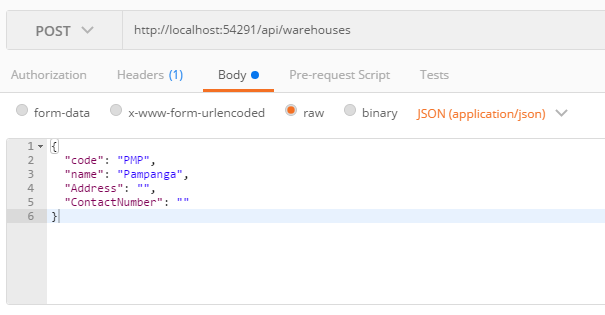 POST http://localhost:54291/api/warehouses
Authorization Headers (1) Body Pre-request Script Tests
form-data x-www-form-urlencoded raw binary JSON (application/json)
1 {
2 "code": "PMP",
3 "name": "Pampanga",
4 "Address": "",
5 "ContactNumber": ""
6 }